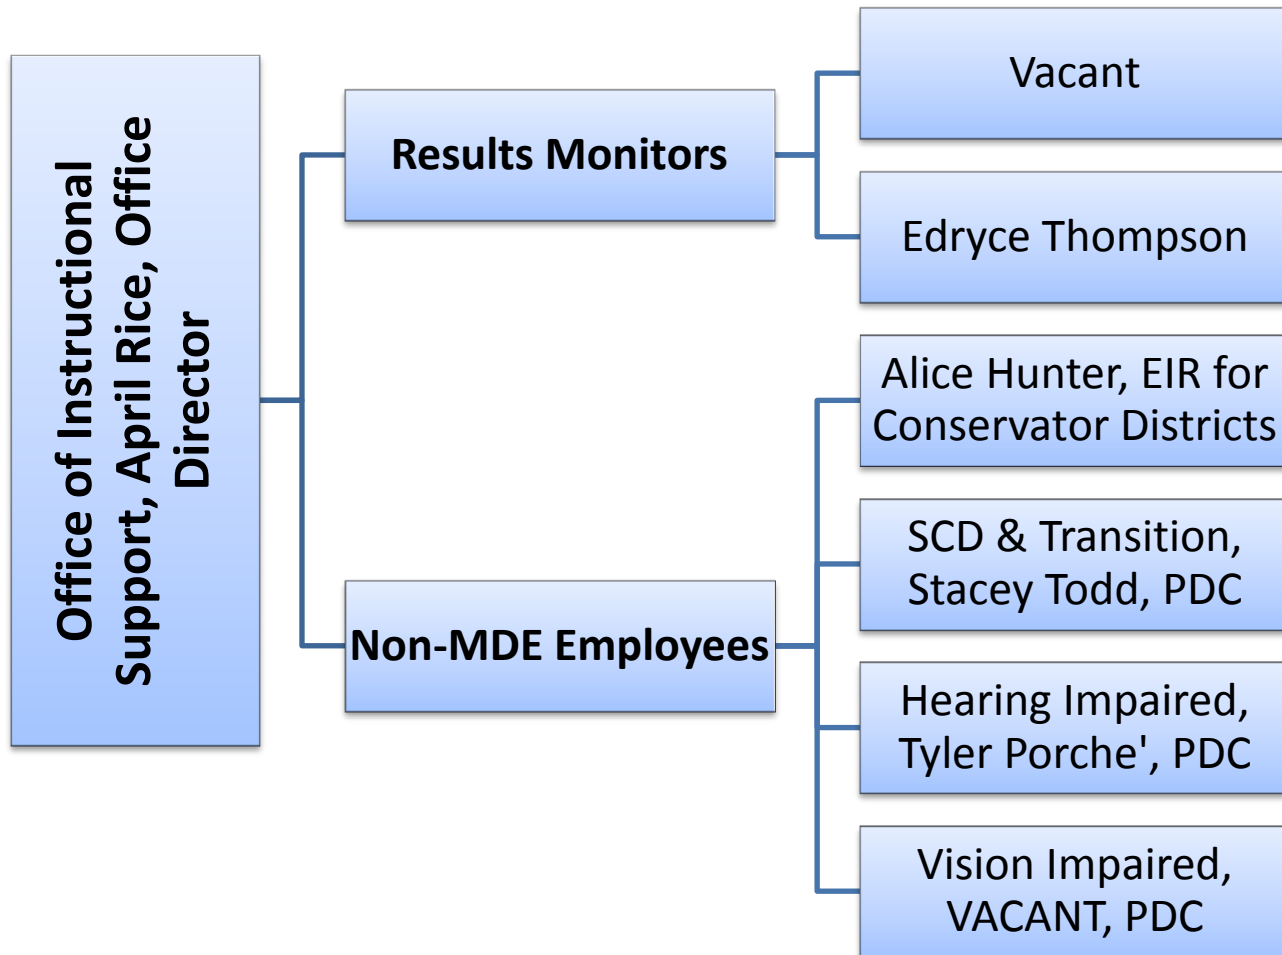 Office of Instructional
Support, April Rice, Office
Director
Results Monitors
Vacant
Edryce Thompson
Non-MDE Employees
Alice Hunter, EIR for
Conservator Districts
SCD & Transition,
Stacey Todd, PDC
Hearing Impaired,
Tyler Porche', PDC
Vision Impaired,
VACANT, PDC